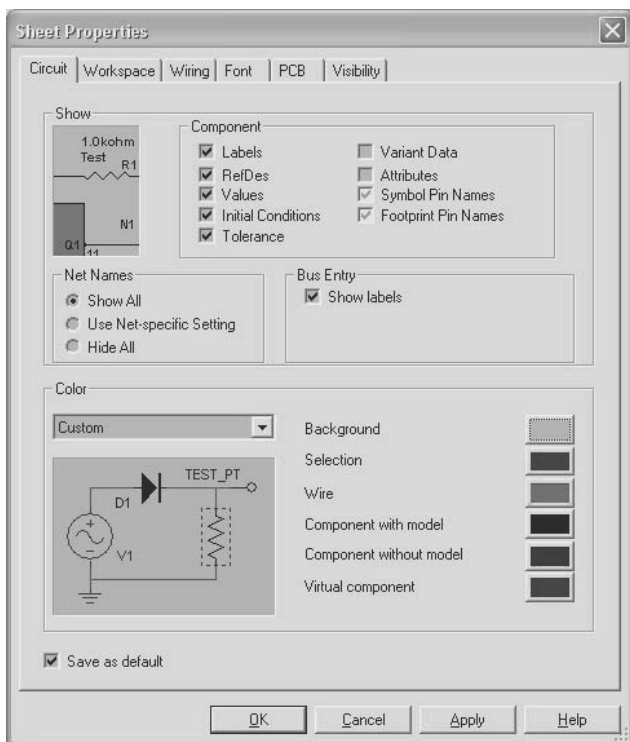 Sheet Properties
Circuit Workspace Wiring Font PCB Visibility
Show
1.0kohm
Test R1
N1
Q1 11
Component
Labels
RefDes
Values
Initial Conditions
Tolerance
Variant Data
Attributes
Symbol Pin Names
Footprint Pin Names
Net Names
Show All
Use Net-specific Setting
Hide All
Bus Entry
Show labels
Color
Custom
TEST_PT
D1
V1
Background
Selection
Wire
Component with model
Component without model
Virtual component
Save as default
OK Cancel Apply Help